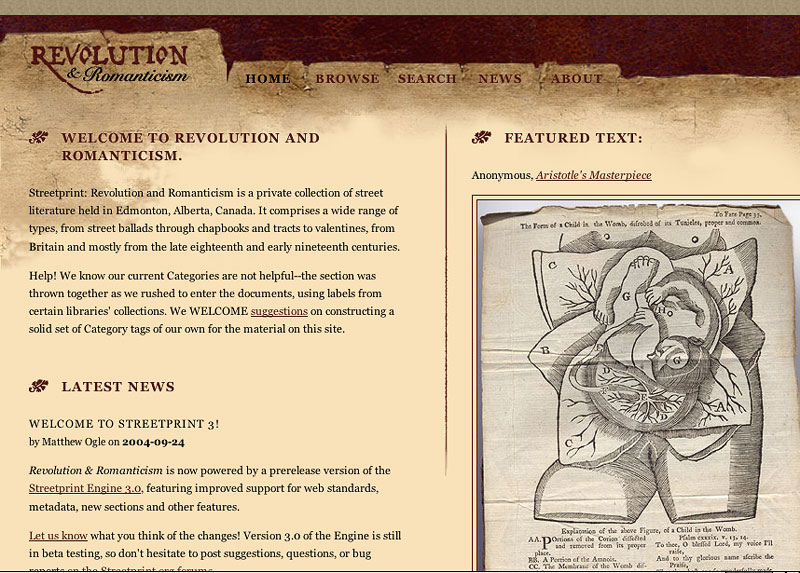 REVOLUTION
& Romanticism
HOME BROWSE SEARCH NEWS ABOUT
WELCOME TO REVOLUTION AND
ROMANTICISM.
Streetprint: Revolution and Romanticism is a private collection of street
literature held in Edmonton, Alberta, Canada. It comprises a wide range of
types, from street ballads through chapbooks and tracts to valentines, from
Britain and mostly from the late eighteenth and early nineteenth centuries.
Help! We know our current Categories are not helpful--the section was
thrown together as we rushed to enter the documents, using labels from
certain libraries' collections. We WELCOME suggestions on constructing a
solid set of Category tags of our own for the material on this site.
LATEST NEWS
WELCOME TO STREETPRINT 3!
by Matthew Ogle on 2004-09-24
Revolution & Romanticism is now powered by a prerelease version of the
Streetprint Engine 3.0, featuring improved support for web standards,
metadata, new sections and other features.
Let us know what you think of the changes! Version 3.0 of the Engine is still
in beta testing, so don't hesitate to post suggestions, questions, or bug
reports on the Streetprint.org forums.
FEATURED TEXT:
Anonymous, Aristotle's Masterpiece
To Face Page 33.
The Form of a Child in the Womb, disrobed of its Tunicles, proper and common.
C
A
G
H
O
B
G
D
D
A
C
Explanation of the above Figure, of a Child in the Womb.
AA. Portions of the Corion dissected
and removed from its proper
place.
BB. A Portion of the Amnois.
CC. The Membrane of the Womb dis-
Psalm cxxxix. v. 13, 14.
To thee, O blessed Lord, my voice I'll
raise,
And to thy glorious name ascribe the
Praise,